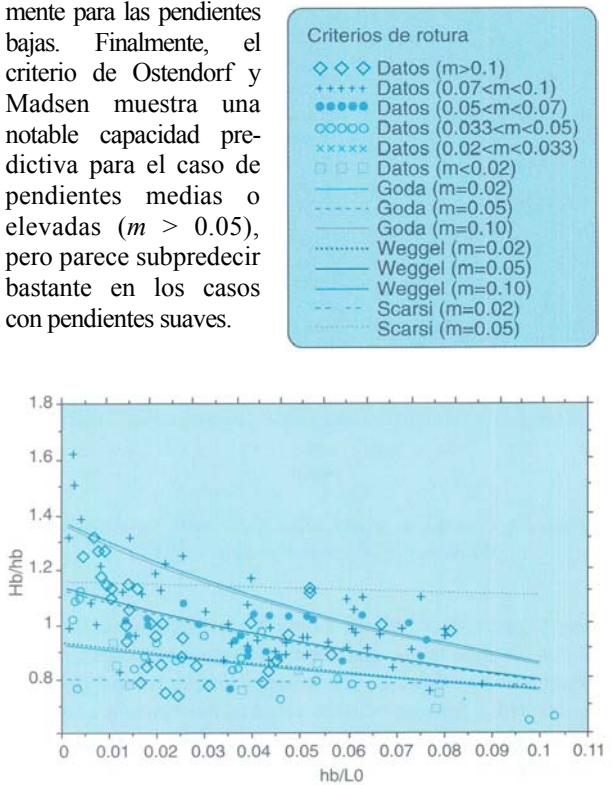 mente para las pendientes
bajas. Finalmente, el
criterio de Ostendorf y
Madsen muestra una
notable capacidad pre-
dictiva para el caso de
pendientes medias o
elevadas (m > 0.05),
pero parece subpredecir
bastante en los casos
con pendientes suaves.
Criterios de rotura
Datos (m>0.1)
Datos (0.07<m<0.1)
Datos (0.05<m<0.07)
Datos (0.033<m<0.05)
Datos (0.02<m<0.033)
Datos (m<0.02)
Goda (m=0.02)
Goda (m=0.05)
Goda (m=0.10)
Weggel (m=0.02)
Weggel (m=0.05)
Weggel (m=0.10)
Scarsi (m=0.02)
Scarsi (m=0.05)
1.8
1.6
1.4
1.2
1
0.8
Hb/hb
0 0.01 0.02 0.03 0.04 0.05 0.06 0.07 0.08 0.09 0.1 0.11
hb/L0